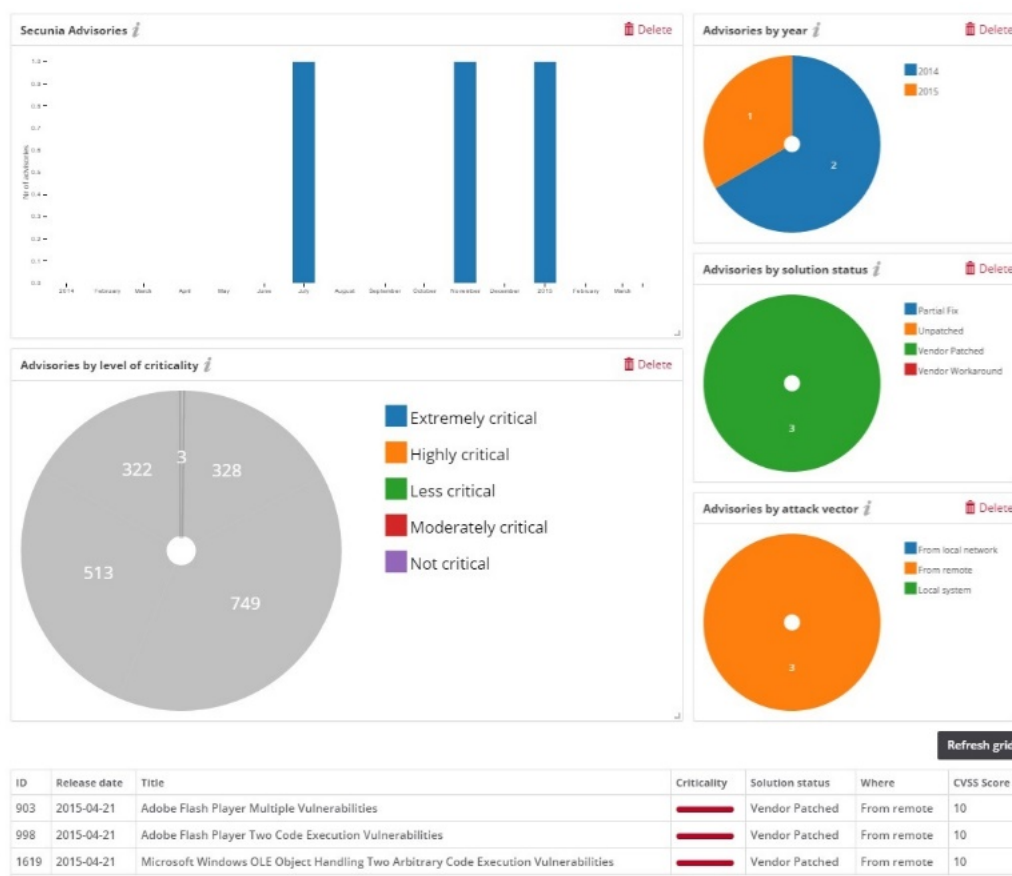 Secunia Advisories i Delete
Nr of advisories
1.0
0.9
0.8
0.7
0.6
0.5
0.4
0.3
0.2
0.1
0.0
2014 February March April May June July August September October November December 2015 February March
Advisories by year i Delete
1
2
2014
2015
Advisories by solution status i Delete
3
Partial Fix
Unpatched
Vendor Patched
Vendor Workaround
Advisories by level of criticality i Delete
322 3 328
513
749
Extremely critical
Highly critical
Less critical
Moderately critical
Not critical
Advisories by attack vector i Delete
3
From local network
From remote
Local system
Refresh grid
ID Release date Title Criticality Solution status Where CVSS Score
903 2015-04-21 Adobe Flash Player Multiple Vulnerabilities Vendor Patched From remote 10
998 2015-04-21 Adobe Flash Player Two Code Execution Vulnerabilities Vendor Patched From remote 10
1619 2015-04-21 Microsoft Windows OLE Object Handling Two Arbitrary Code Execution Vulnerabilities Vendor Patched From remote 10